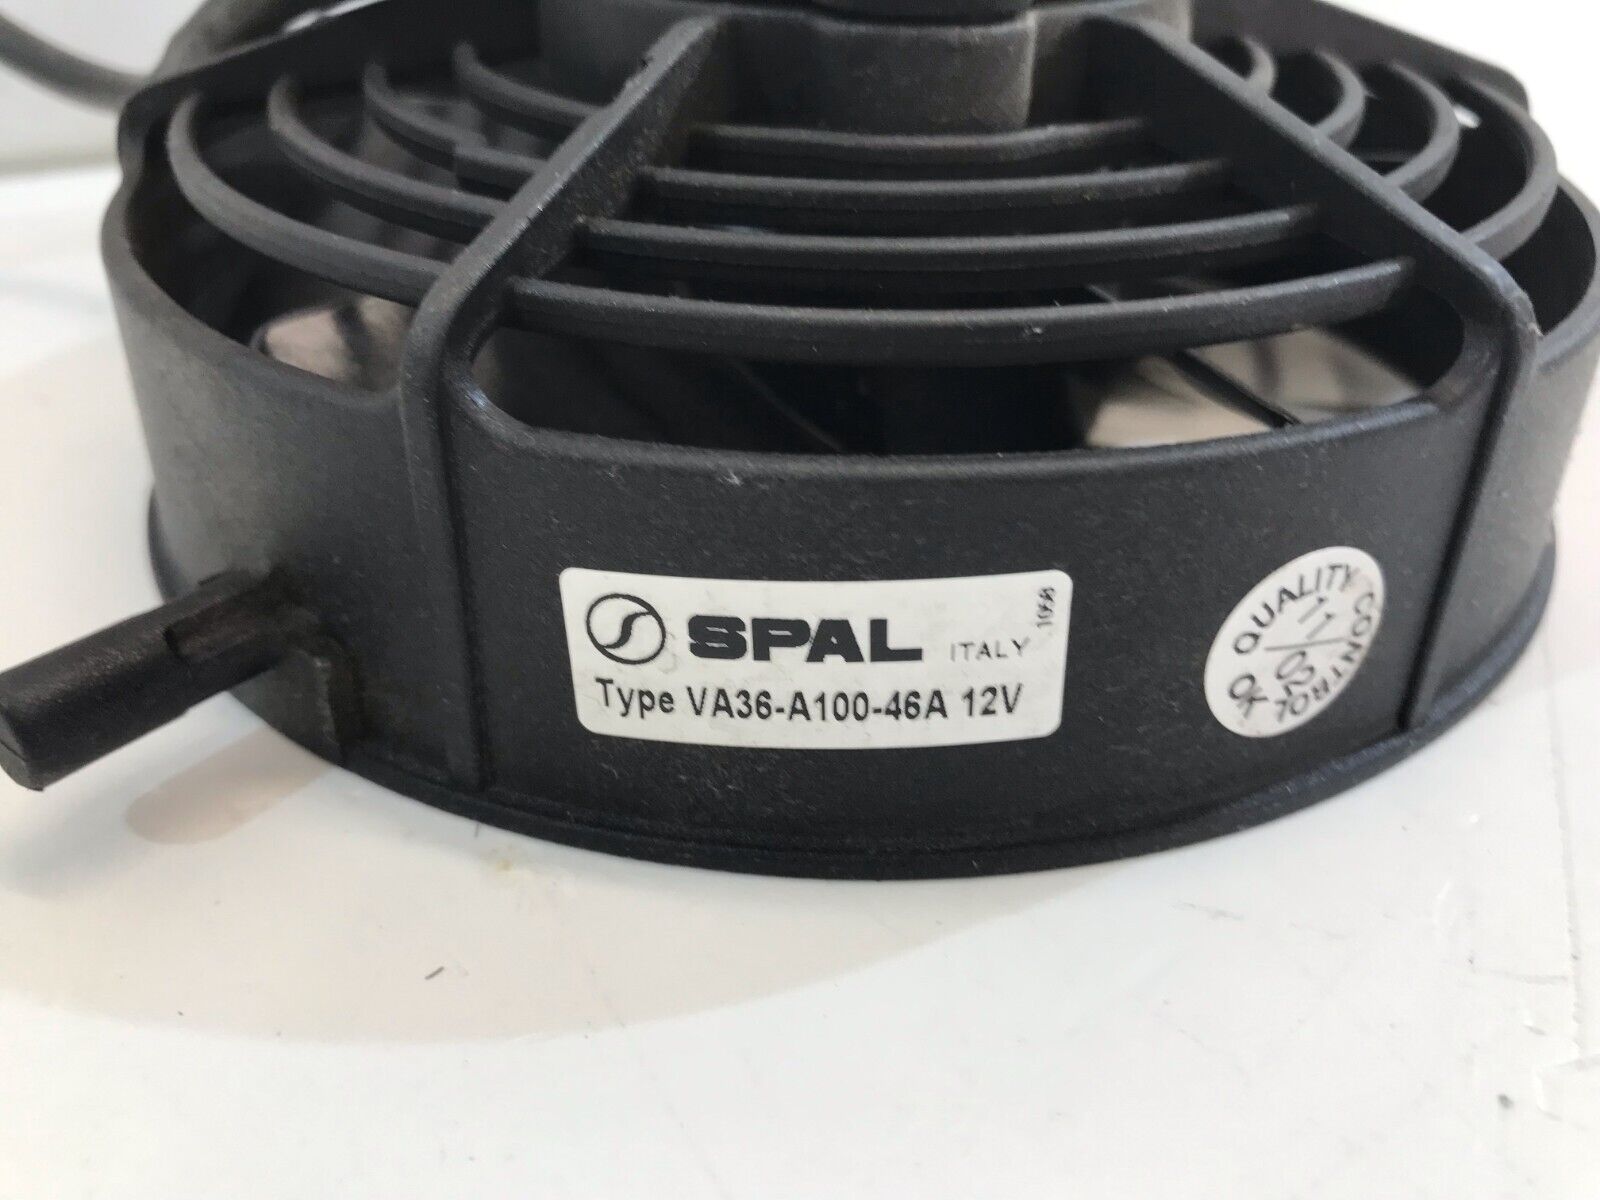 SPAL ITALY
Type VA36-A100-46A 12V
QUALITY CONTROL
11/02
OK